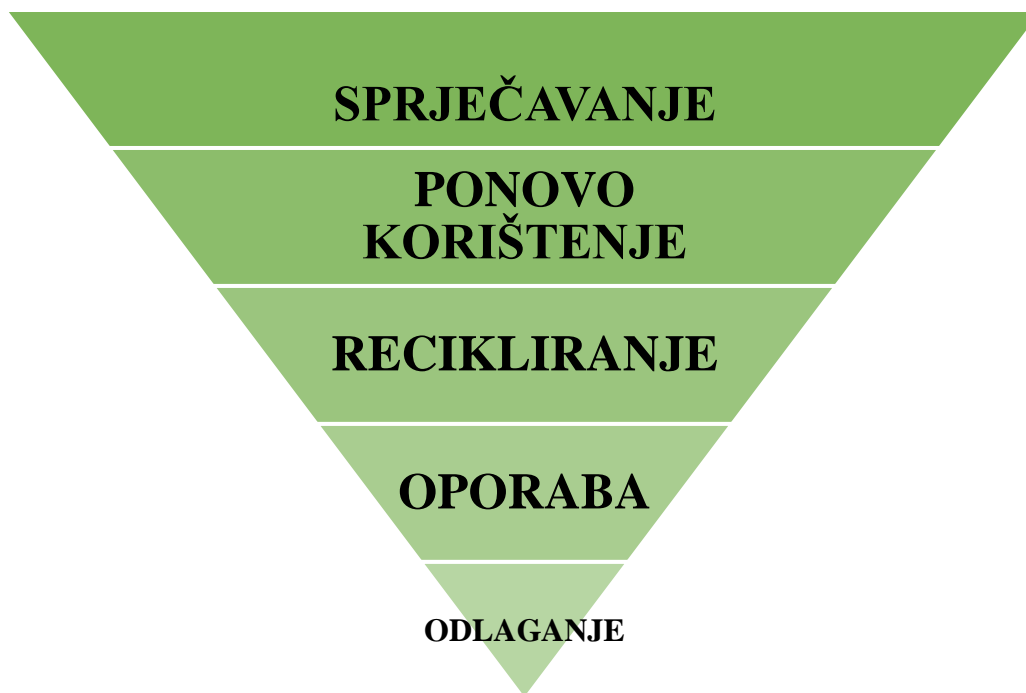 SPRJEČAVANJE
PONOVO
KORIŠTENJE
RECIKLIRANJE
OPORABA
ODLAGANJE